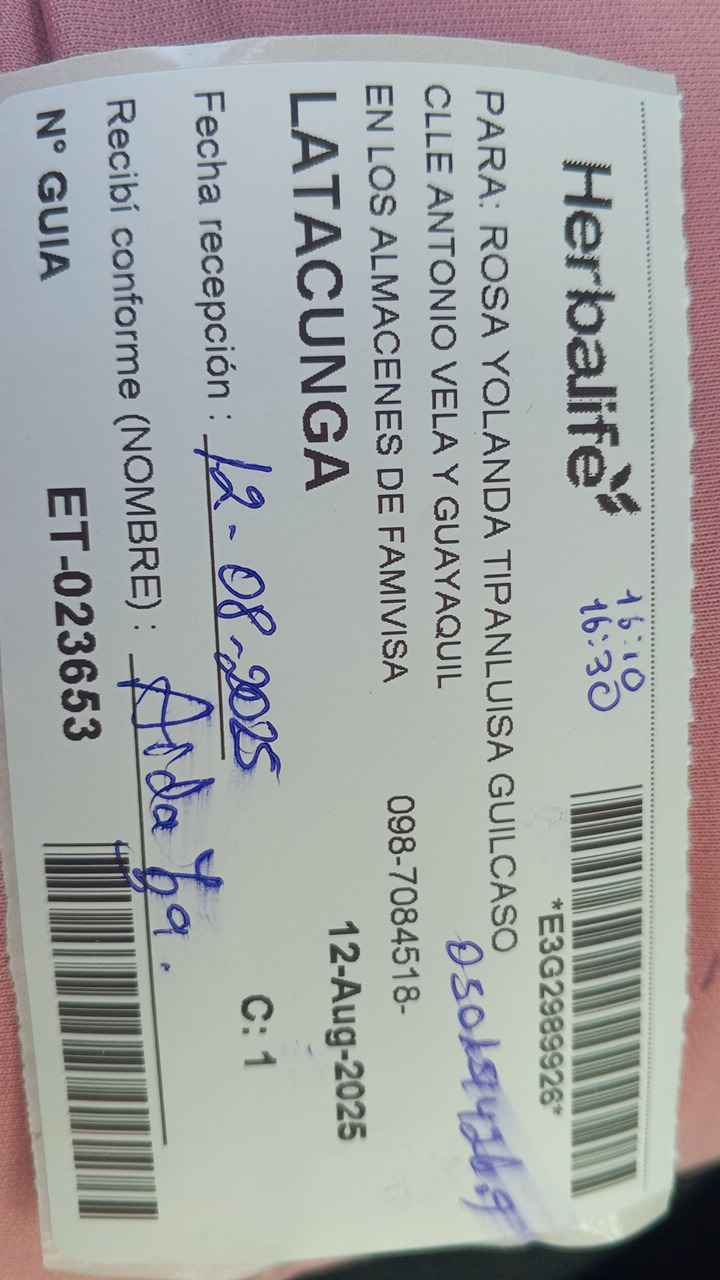 Herbalife
16:10
16:30
*E3G2989926*
PARA: ROSA YOLANDA TIPANLUISA GUILCASO
CLLE ANTONIO VELA Y GUAYAQUIL
EN LOS ALMACENES DE FAMIVISA 098-7084518-
LATACUNGA 12-Aug-2025
Fecha recepción : 12-08-2025 C: 1
Recibí conforme (NOMBRE) : Aida
N° GUIA ET-023653